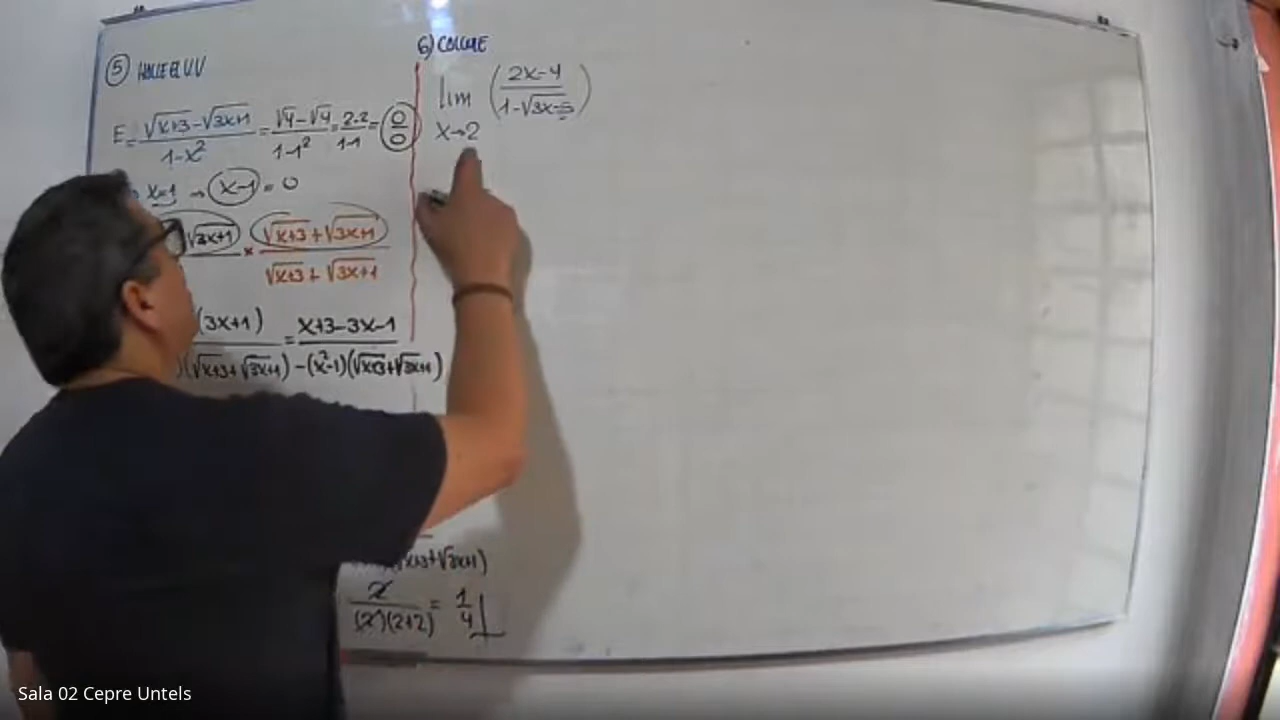 5 HALLE EL V.V
E = √x+3 - √3x+1 / 1-x² = √4 - √4 / 1-1² = 2-2 / 1-1 = 0/0
x=1 → x-1 = 0
√3x+1 × √x+3 + √3x+1 / √x+3 + √3x+1
(3x+1) / )(√x+3+√3x+1) = x+3-3x-1 / -(x²-1)(√x+3+√3x+1)
+√3x+1)
2 / (2)(2+2) = 1/4
6)
lim x→2 (2x-4 / 1-√3x-5)
Sala 02 Cepre Untels